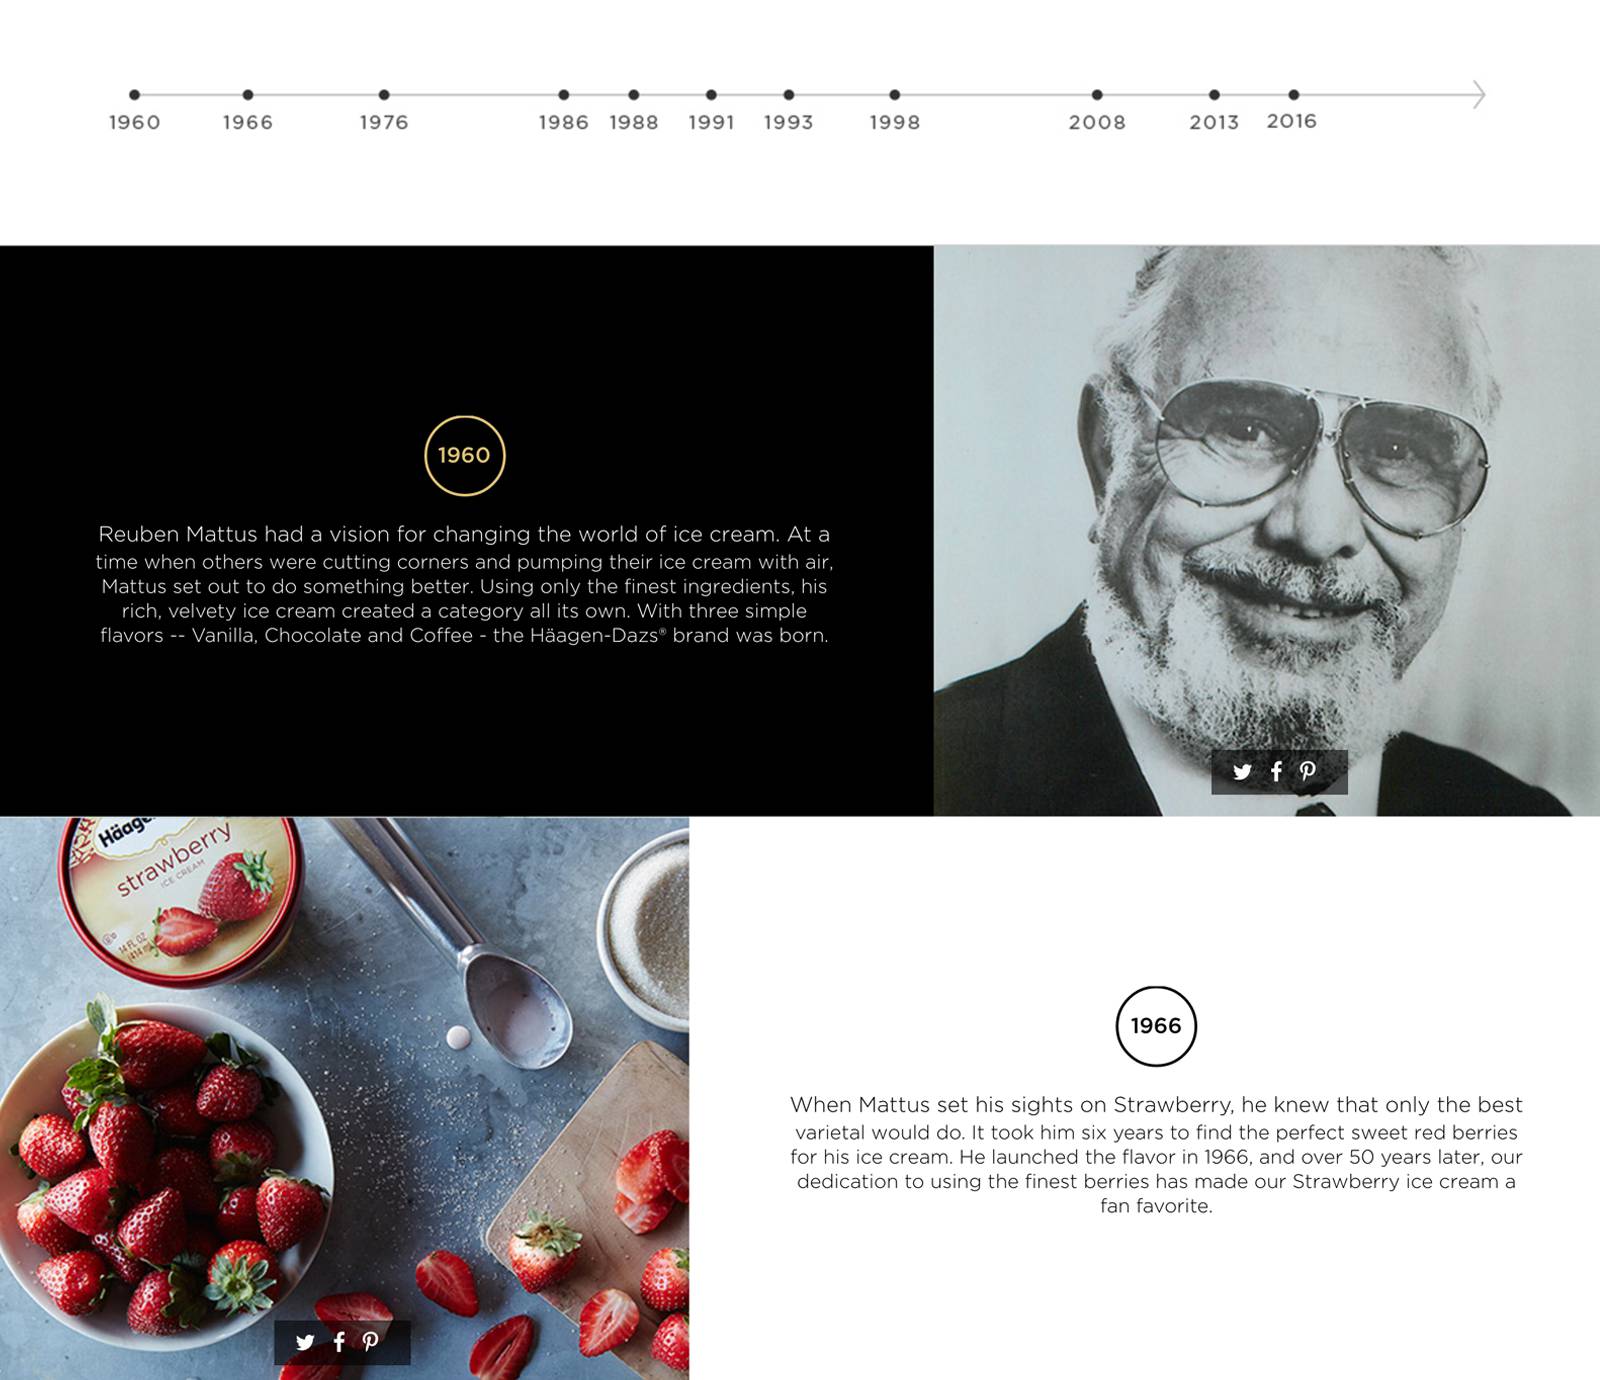 1960 1966 1976 1986 1988 1991 1993 1998 2008 2013 2016
1960
Reuben Mattus had a vision for changing the world of ice cream. At a
time when others were cutting corners and pumping their ice cream with air,
Mattus set out to do something better. Using only the finest ingredients, his
rich, velvety ice cream created a category all its own. With three simple
flavors -- Vanilla, Chocolate and Coffee - the Häagen-Dazs® brand was born.
strawberry
ICE CREAM
14 FL OZ
1966
When Mattus set his sights on Strawberry, he knew that only the best
varietal would do. It took him six years to find the perfect sweet red berries
for his ice cream. He launched the flavor in 1966, and over 50 years later, our
dedication to using the finest berries has made our Strawberry ice cream a
fan favorite.